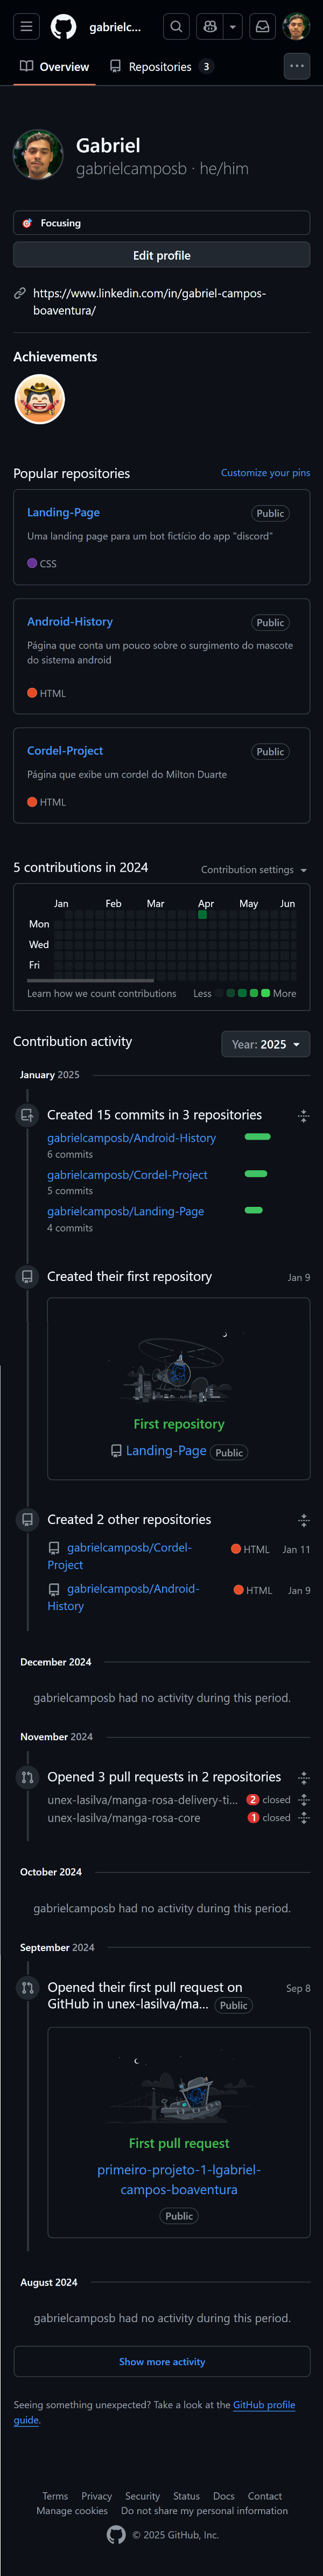 gabrielc...
Overview
Repositories 3
Gabriel
gabrielcamposb · he/him
Focusing
Edit profile
https://www.linkedin.com/in/gabriel-campos-
boaventura/
Achievements
Popular repositories Customize your pins
Landing-Page Public
Uma landing page para um bot fictício do app "discord"
CSS
Android-History Public
Página que conta um pouco sobre o surgimento do mascote
do sistema android
HTML
Cordel-Project Public
Página que exibe um cordel do Milton Duarte
HTML
5 contributions in 2024 Contribution settings
Jan Feb Mar Apr May Jun
Mon
Wed
Fri
Learn how we count contributions Less More
Contribution activity Year: 2025
January 2025
Created 15 commits in 3 repositories
gabrielcamposb/Android-History
6 commits
gabrielcamposb/Cordel-Project
5 commits
gabrielcamposb/Landing-Page
4 commits
Created their first repository Jan 9
First repository
Landing-Page Public
Created 2 other repositories
gabrielcamposb/Cordel- HTML Jan 11
Project
gabrielcamposb/Android- HTML Jan 9
History
December 2024
gabrielcamposb had no activity during this period.
November 2024
Opened 3 pull requests in 2 repositories
unex-lasilva/manga-rosa-delivery-ti... 2 closed
unex-lasilva/manga-rosa-core 1 closed
October 2024
gabrielcamposb had no activity during this period.
September 2024
Opened their first pull request on Sep 8
GitHub in unex-lasilva/ma... Public
First pull request
primeiro-projeto-1-lgabriel-
campos-boaventura
Public
August 2024
gabrielcamposb had no activity during this period.
Show more activity
Seeing something unexpected? Take a look at the GitHub profile
guide.
Terms Privacy Security Status Docs Contact
Manage cookies Do not share my personal information
© 2025 GitHub, Inc.